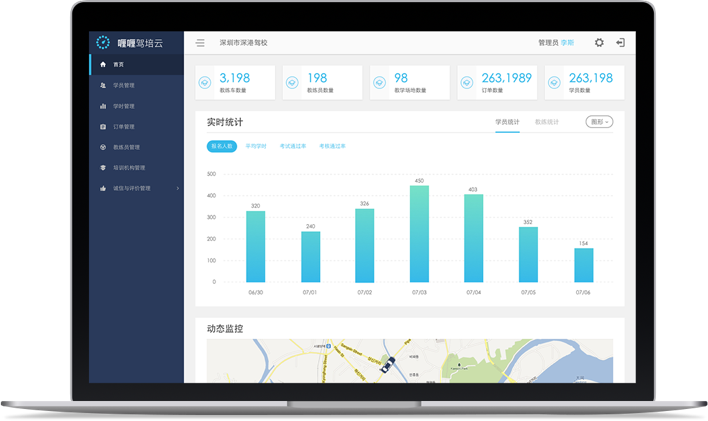 喱喱驾培云
深圳市深港驾校
管理员 李刚
首页
学员管理
学时管理
订单管理
教练员管理
培训机构管理
诚信与评价管理
3,198
教练车数量
198
教练员数量
98
教学场地数量
263,1989
订单数量
263,198
学员数量
实时统计
学员统计
教练统计
图形
报名人数
平均学时
考试通过率
考核通过率
500
400
300
200
100
0
320
240
326
450
403
352
154
06/30
07/01
07/02
07/03
07/04
07/05
07/06
动态监控